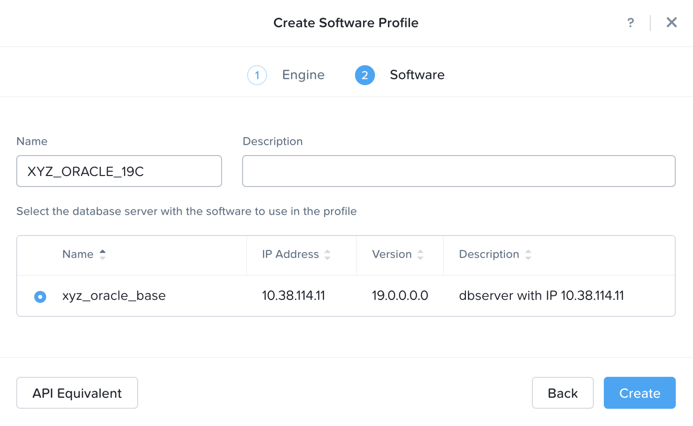 Create Software Profile
?
1 Engine 2 Software
Name Description
XYZ_ORACLE_19C
Select the database server with the software to use in the profile
Name IP Address Version Description
xyz_oracle_base 10.38.114.11 19.0.0.0.0 dbserver with IP 10.38.114.11
API Equivalent Back Create